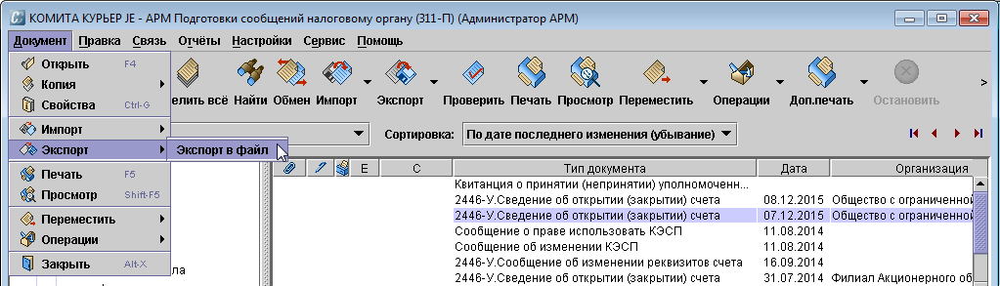 КОМИТА КУРЬЕР JE - АРМ Подготовки сообщений налоговому органу (311-П) (Администратор АРМ)
Документ Правка Связь Отчёты Настройки Сервис Помощь
Открыть F4
Копия
Свойства Ctrl-G
Импорт
Экспорт
Печать F5
Просмотр Shift-F5
Переместить
Операции
Закрыть Alt-X
Экспорт в файл
елить всё Найти Обмен Импорт Экспорт Проверить Печать Просмотр Переместить Операции Доп.печать Остановить
Сортировка: По дате последнего изменения (убывание)
Е С Тип документа Дата Организация
Квитанция о принятии (непринятии) уполномоченн...
2446-У.Сведение об открытии (закрытии) счета 08.12.2015 Общество с ограниченной
2446-У.Сведение об открытии (закрытии) счета 07.12.2015 Общество с ограниченной
Сообщение о праве использовать КЭСП 11.08.2014
Сообщение об изменении КЭСП 11.08.2014
2446-У.Сообщение об изменении реквизитов счета 16.09.2014
2446-У.Сведение об открытии (закрытии) счета 31.07.2014 Филиал Акционерного об
ла